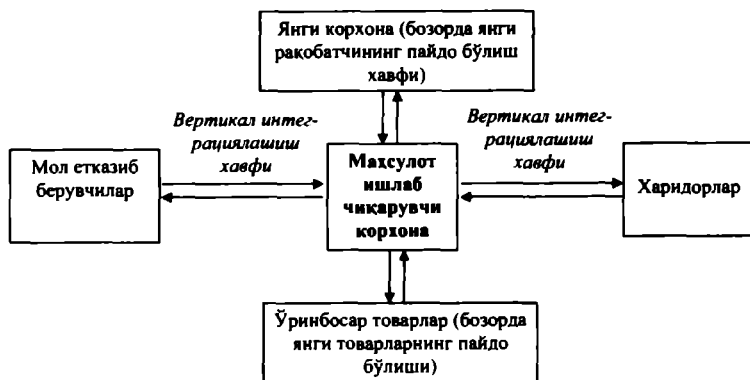 Янги корхона (бозорда янги
рақобатчининг пайдо бўлиш
хавфи)
Вертикал интег-
рациялашиш
хавфи
Вертикал интег-
рациялашиш
хавфи
Мол етказиб
берувчилар
Маҳсулот
ишлаб
чиқарувчи
корхона
Харидорлар
Ўринбосар товарлар (бозорда
янги товарларнинг пайдо
бўлиши)